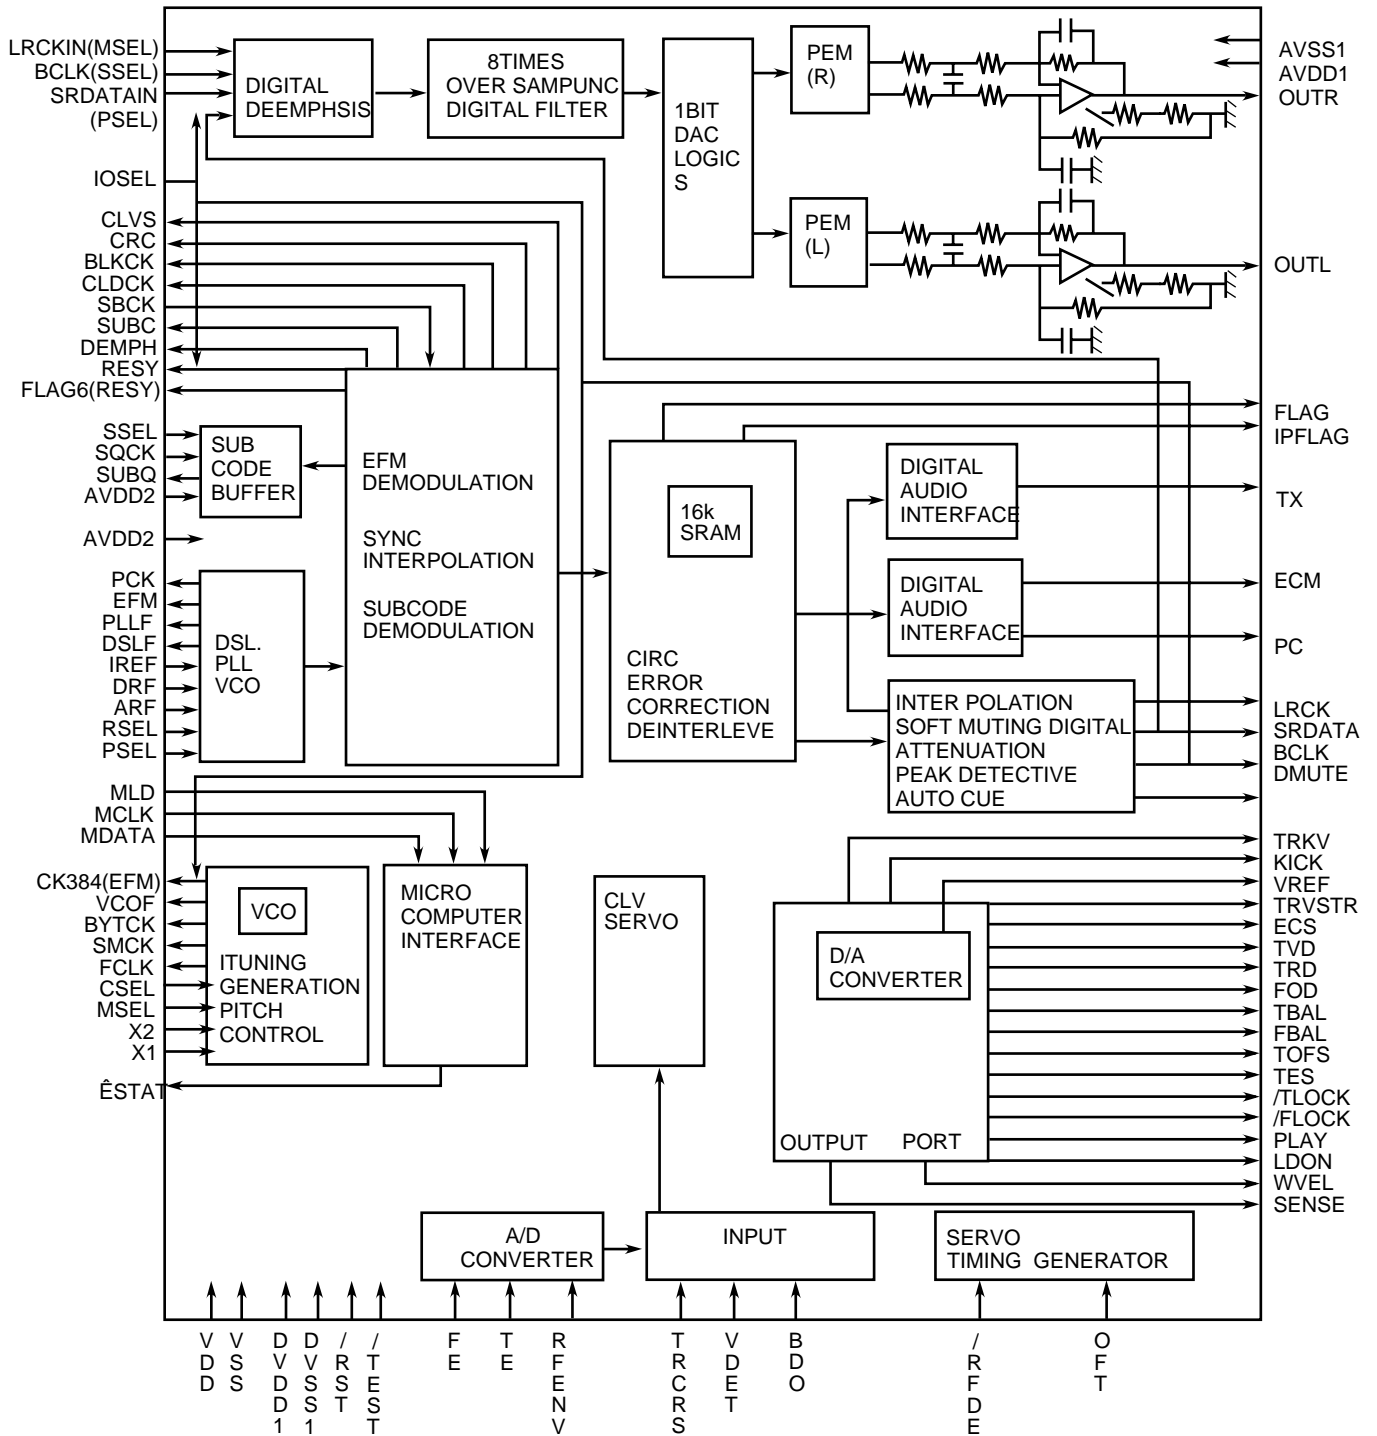 LRCKIN(MSEL)
BCLK(SSEL)
SRDATAIN
(PSEL)
IOSEL
CLVS
CRC
BLKCK
CLDCK
SBCK
SUBC
DEMPH
RESY
FLAG6(RESY)
SSEL
SQCK
SUBQ
AVDD2
AVDD2
PCK
EFM
PLLF
DSLF
IREF
DRF
ARF
RSEL
PSEL
MLD
MCLK
MDATA
CK384(EFM)
VCOF
BYTCK
SMCK
FCLK
CSEL
MSEL
X2
X1
ÊSTAT
DIGITAL
DEEMPHSIS
8TIMES
OVER SAMPUNC
DIGITAL FILTER
1BIT
DAC
LOGIC
S
PEM
(R)
PEM
(L)
SUB
CODE
BUFFER
EFM
DEMODULATION
SYNC
INTERPOLATION
SUBCODE
DEMODULATION
DSL.
PLL
VCO
16k
SRAM
CIRC
ERROR
CORRECTION
DEINTERLEVE
DIGITAL
AUDIO
INTERFACE
DIGITAL
AUDIO
INTERFACE
INTER POLATION
SOFT MUTING DIGITAL
ATTENUATION
PEAK DETECTIVE
AUTO CUE
VCO
ITUNING
GENERATION
PITCH
CONTROL
MICRO
COMPUTER
INTERFACE
CLV
SERVO
D/A
CONVERTER
OUTPUT PORT
A/D
CONVERTER
INPUT
SERVO
TIMING GENERATOR
AVSS1
AVDD1
OUTR
OUTL
FLAG
IPFLAG
TX
ECM
PC
LRCK
SRDATA
BCLK
DMUTE
TRKV
KICK
VREF
TRVSTR
ECS
TVD
TRD
FOD
TBAL
FBAL
TOFS
TES
/TLOCK
/FLOCK
PLAY
LDON
WVEL
SENSE
VDD
VSS
DVDD1
DVSS1
/RST
/TEST
FE
TE
RFENV
TRCRS
VDET
BDO
/RFDE
OFT